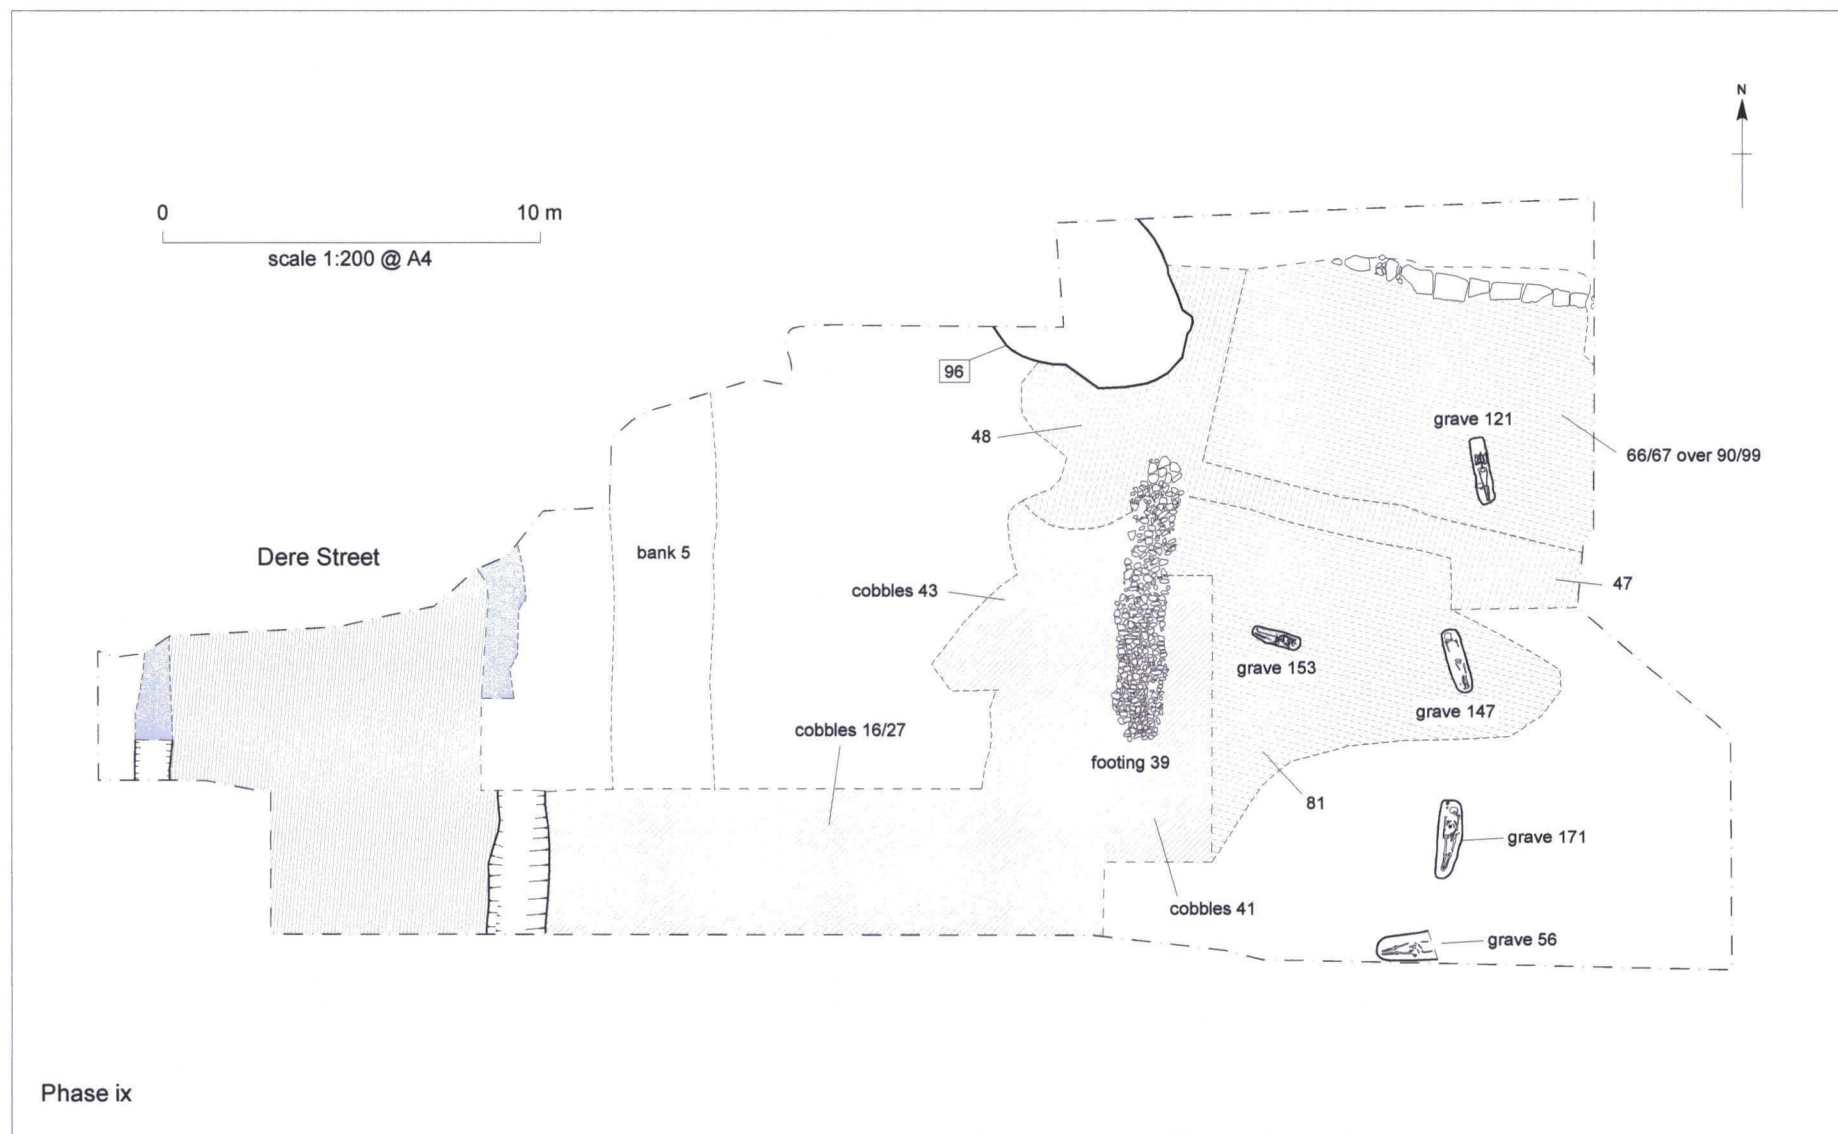 N
0 10 m
scale 1:200 @ A4
96
grave 121
48
66/67 over 90/99
Dere Street
bank 5
cobbles 43
47
grave 153
grave 147
cobbles 16/27
footing 39
81
grave 171
cobbles 41
grave 56
Phase ix